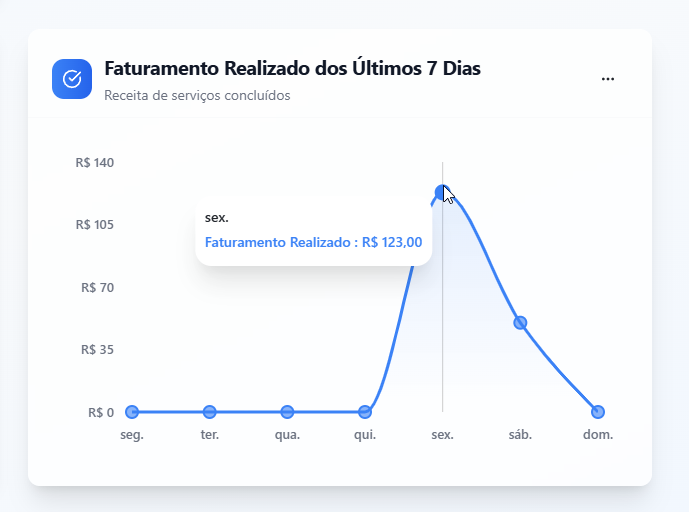 Faturamento Realizado dos Últimos 7 Dias
Receita de serviços concluídos
R$ 140
R$ 105
R$ 70
R$ 35
R$ 0
sex.
Faturamento Realizado : R$ 123,00
seg.
ter.
qua.
qui.
sex.
sáb.
dom.